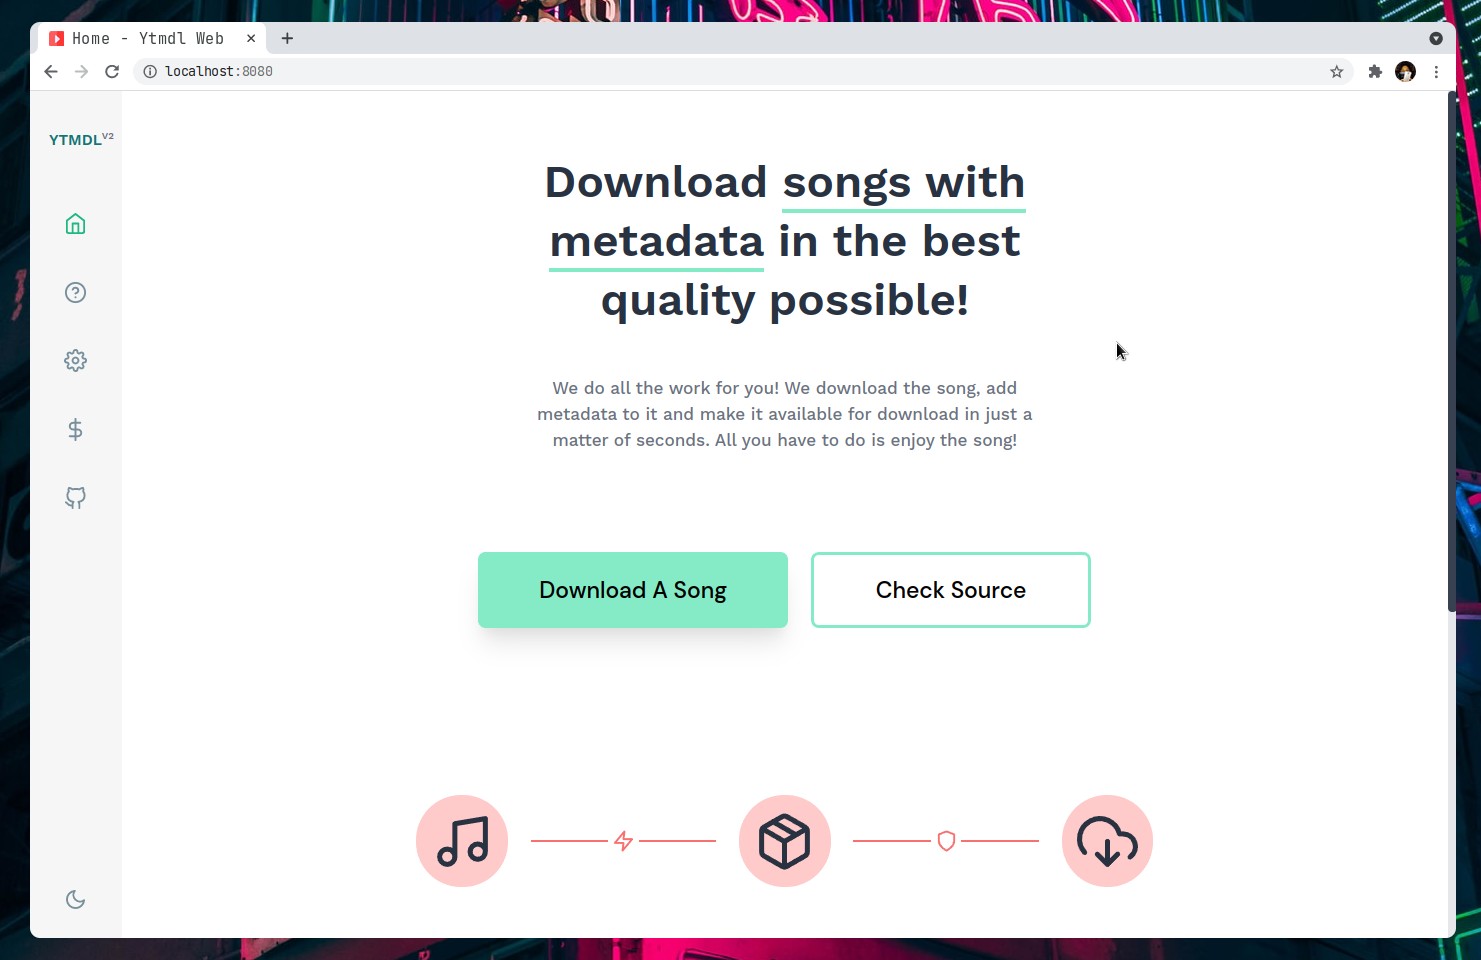 Home - Ytmdl Web
localhost:8080
YTMDLV2
Download songs with
metadata in the best
quality possible!
We do all the work for you! We download the song, add
metadata to it and make it available for download in just a
matter of seconds. All you have to do is enjoy the song!
Download A Song
Check Source